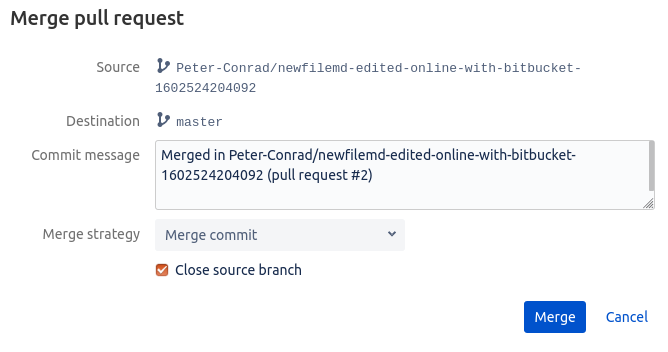 Merge pull request
Source Peter-Conrad/newfilemd-edited-online-with-bitbucket-
1602524204092
Destination master
Commit message Merged in Peter-Conrad/newfilemd-edited-online-with-bitbucket-
1602524204092 (pull request #2)
Merge strategy Merge commit
Close source branch
Merge Cancel